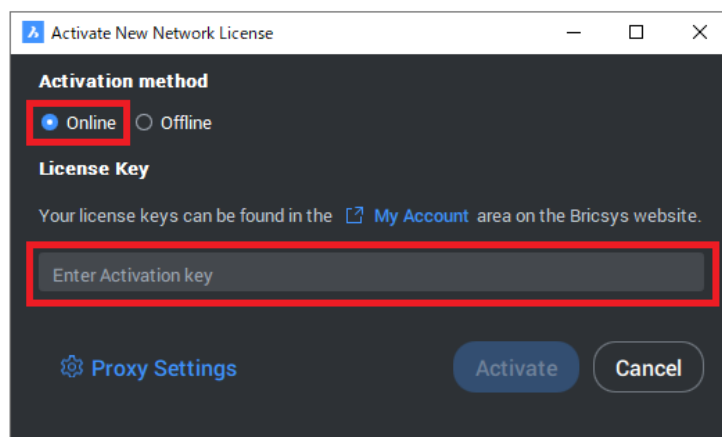 Activate New Network License
Activation method
Online Offline
License Key
Your license keys can be found in the My Account area on the Bricsys website.
Enter Activation key
Proxy Settings Activate Cancel